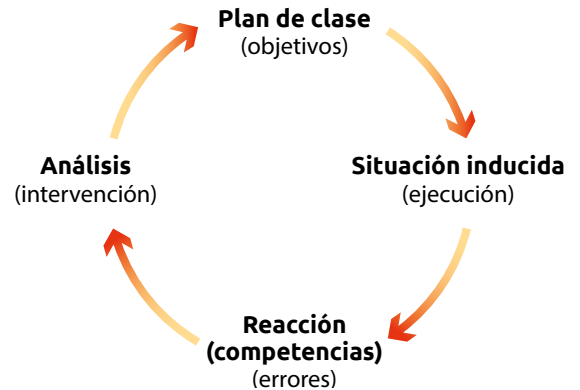 Plan de clase
(objetivos)
Situación inducida
(ejecución)
Reacción
(competencias)
(errores)
Análisis
(intervención)